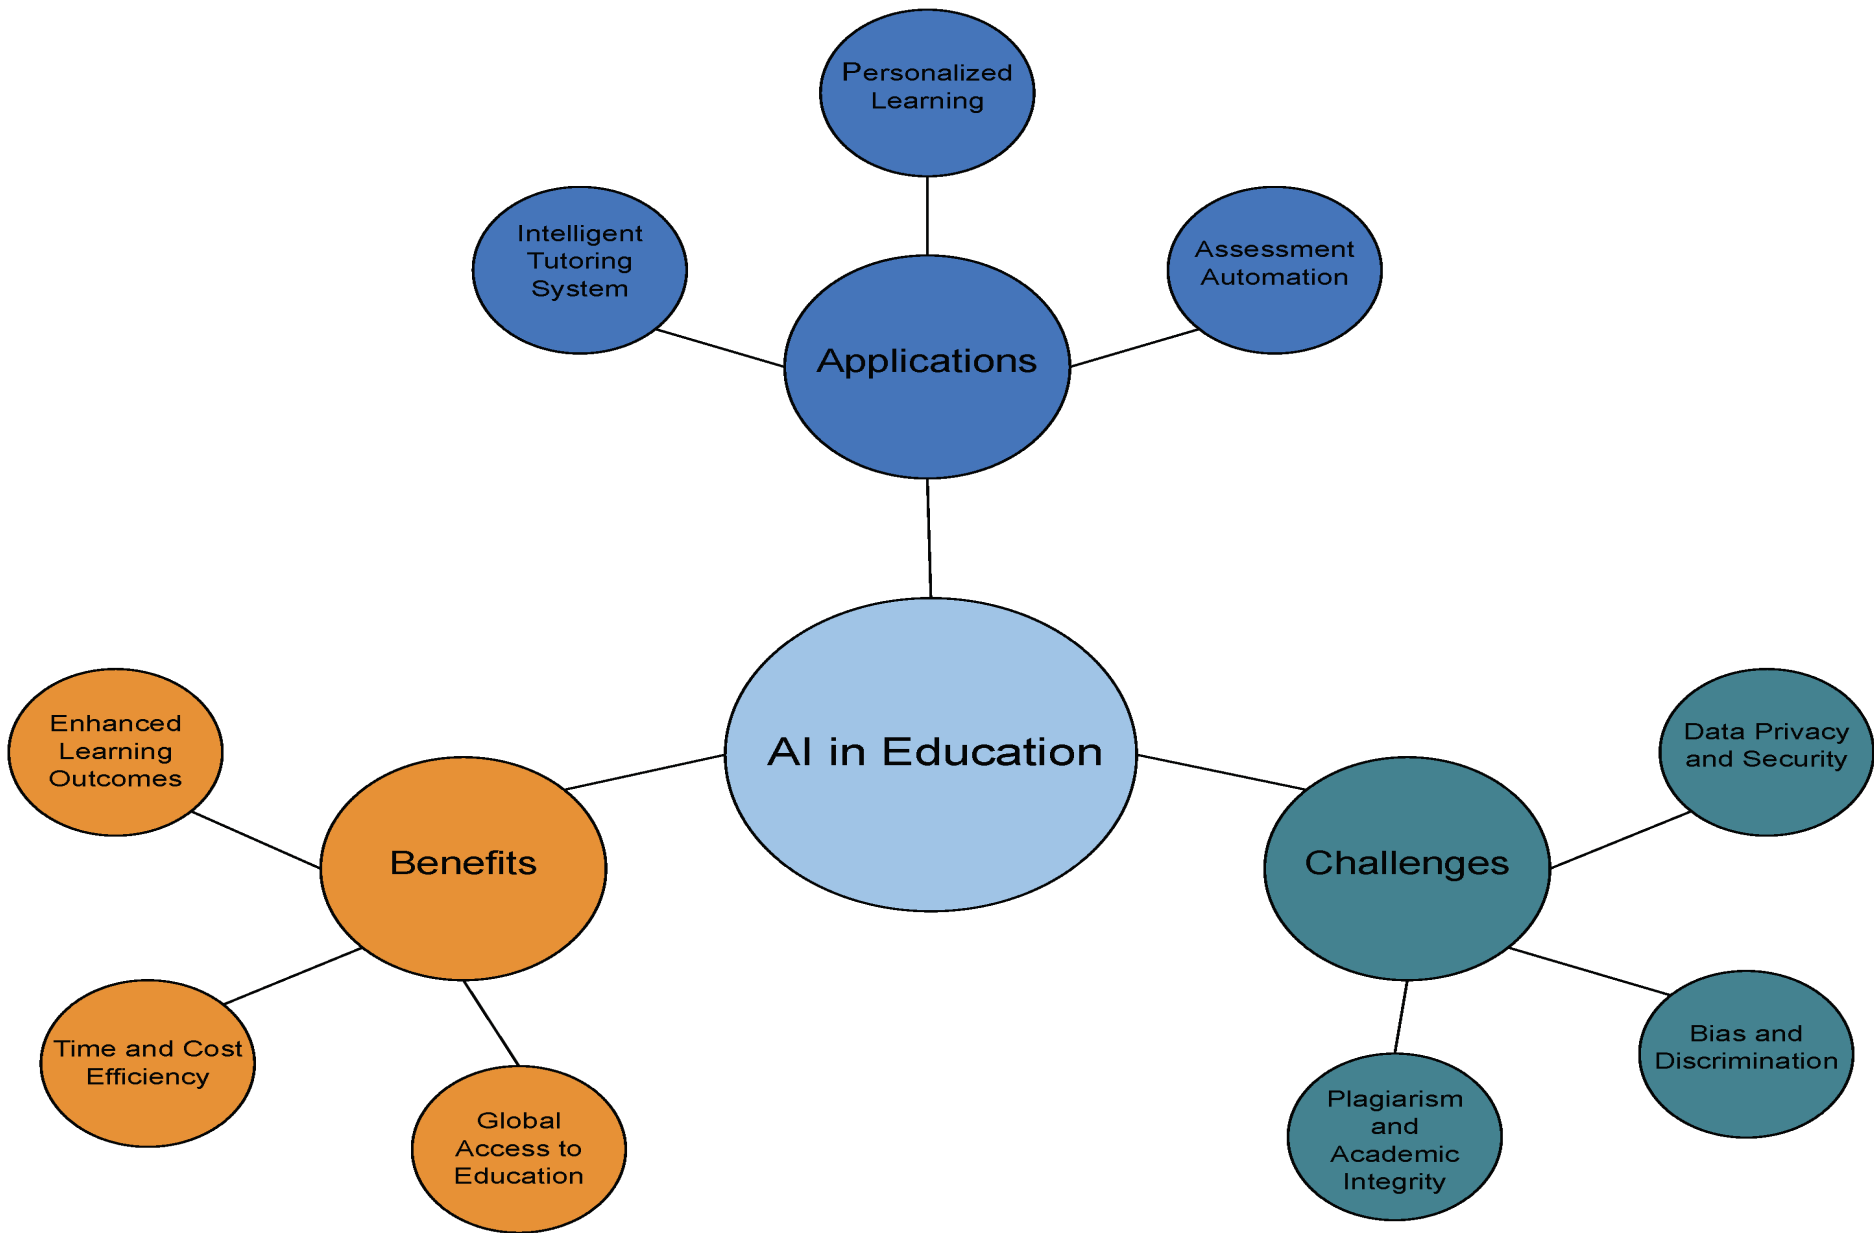 Personalized
Learning
Intelligent
Tutoring
System
Assessment
Automation
Applications
AI in Education
Enhanced
Learning
Outcomes
Benefits
Time and Cost
Efficiency
Global
Access to
Education
Challenges
Data Privacy
and Security
Bias and
Discrimination
Plagiarism
and
Academic
Integrity